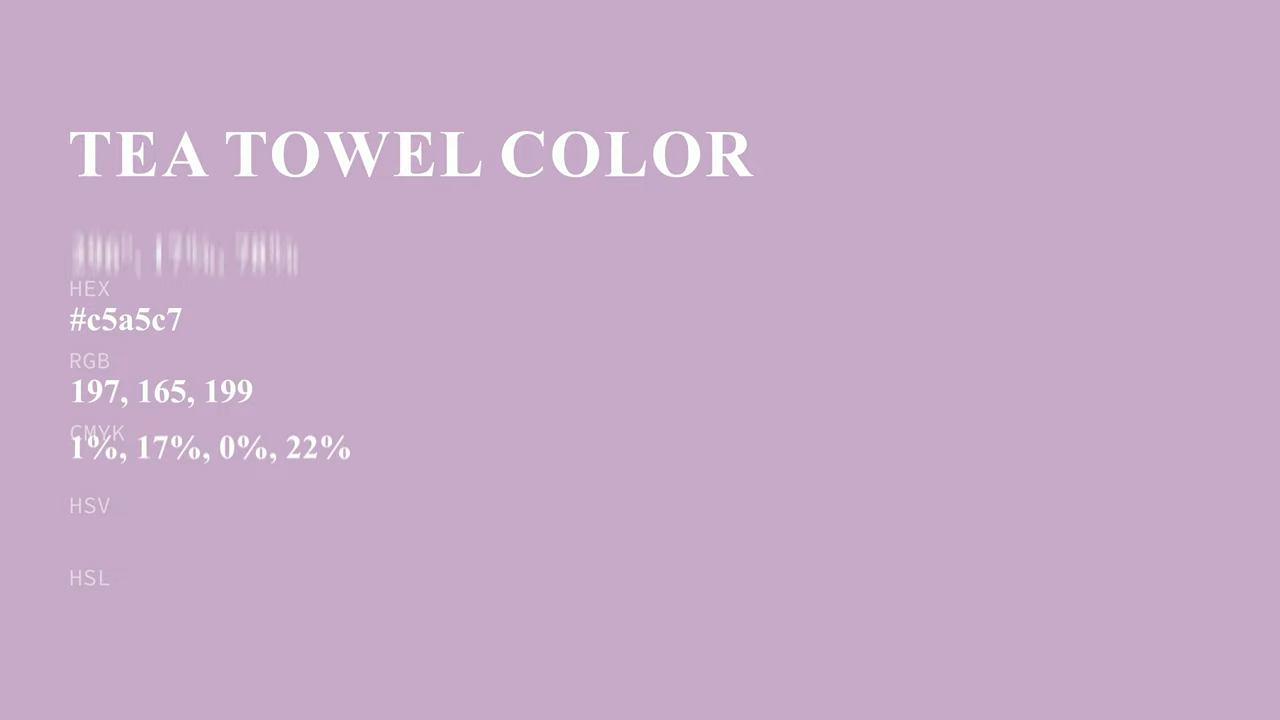 TEA TOWEL COLOR
HEX
#c5a5c7
RGB
197, 165, 199
CMYK
1%, 17%, 0%, 22%
HSV
HSL